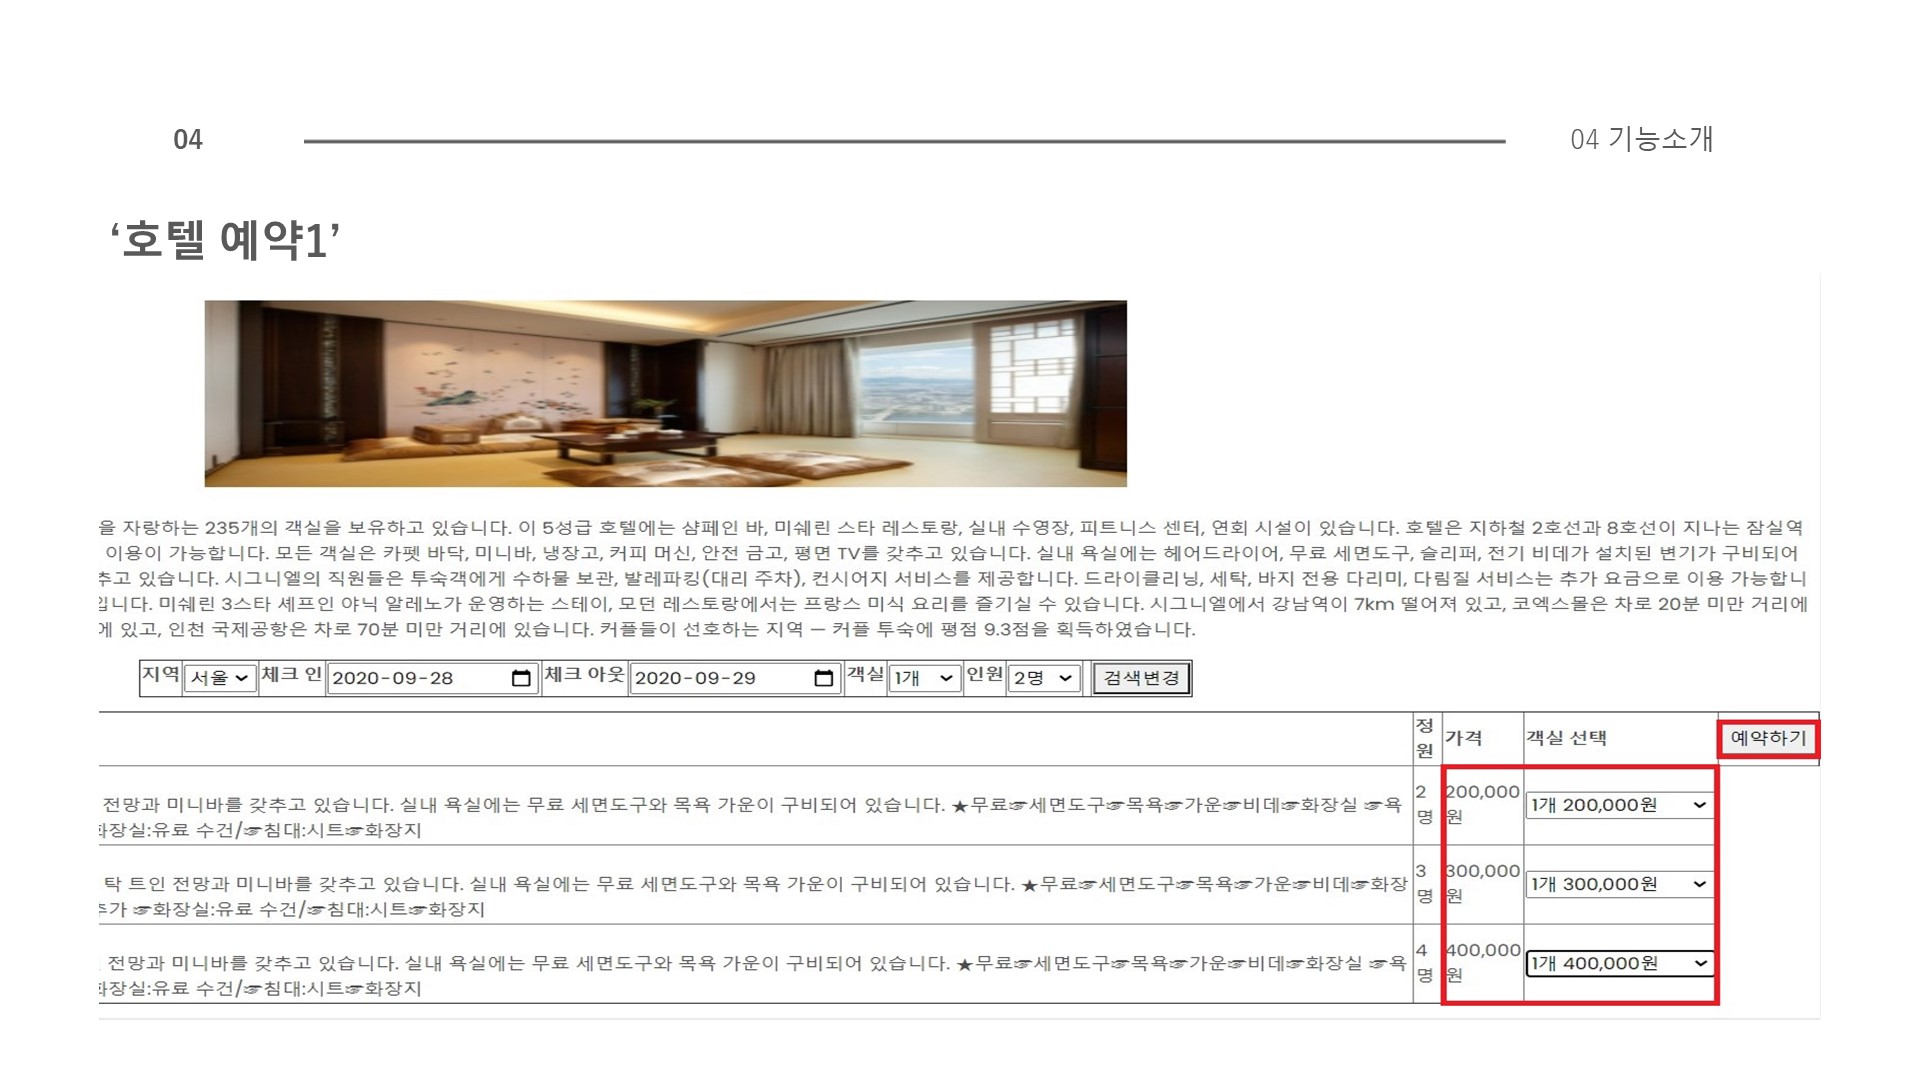 04
04 기능소개
‘호텔 예약1’
을 자랑하는 235개의 객실을 보유하고 있습니다. 이 5성급 호텔에는 샴페인 바, 미쉐린 스타 레스토랑, 실내 수영장, 피트니스 센터, 연회 시설이 있습니다. 호텔은 지하철 2호선과 8호선이 지나는 잠실역
이용이 가능합니다. 모든 객실은 카펫 바닥, 미니바, 냉장고, 커피 머신, 안전 금고, 평면 TV를 갖추고 있습니다. 실내 욕실에는 헤어드라이어, 무료 세면도구, 슬리퍼, 전기 비데가 설치된 변기가 구비되어
추고 있습니다. 시그니엘의 직원들은 투숙객에게 수하물 보관, 발레파킹(대리 주차), 컨시어지 서비스를 제공합니다. 드라이클리닝, 세탁, 바지 전용 다리미, 다림질 서비스는 추가 요금으로 이용 가능합니
입니다. 미쉐린 3스타 셰프인 야닉 알레노가 운영하는 스테이, 모던 레스토랑에서는 프랑스 미식 요리를 즐기실 수 있습니다. 시그니엘에서 강남역이 7km 떨어져 있고, 코엑스몰은 차로 20분 미만 거리에
에 있고, 인천 국제공항은 차로 70분 미만 거리에 있습니다. 커플들이 선호하는 지역 – 커플 투숙에 평점 9.3점을 획득하였습니다.
지역 서울 체크 인 2020-09-28 체크 아웃 2020-09-29 객실 1개 인원 2명 검색변경
정원 가격 객실 선택 예약하기
전망과 미니바를 갖추고 있습니다. 실내 욕실에는 무료 세면도구와 목욕 가운이 구비되어 있습니다. ★무료☞세면도구☞목욕☞가운☞비데☞화장실 ☞욕
화장실:유료 수건/☞침대:시트☞화장지
2명 200,000원 1개 200,000원
탁 트인 전망과 미니바를 갖추고 있습니다. 실내 욕실에는 무료 세면도구와 목욕 가운이 구비되어 있습니다. ★무료☞세면도구☞목욕☞가운☞비데☞화장
추가 ☞화장실:유료 수건/☞침대:시트☞화장지
3명 300,000원 1개 300,000원
전망과 미니바를 갖추고 있습니다. 실내 욕실에는 무료 세면도구와 목욕 가운이 구비되어 있습니다. ★무료☞세면도구☞목욕☞가운☞비데☞화장실 ☞욕
화장실:유료 수건/☞침대:시트☞화장지
4명 400,000원 1개 400,000원